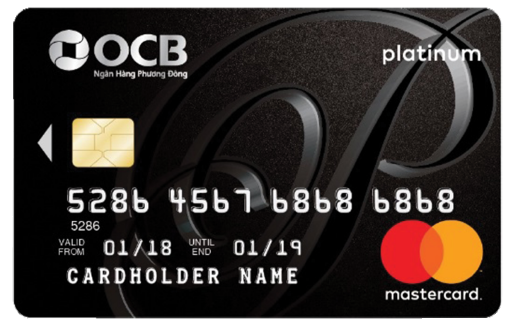 OCB
Ngân Hàng Phương Đông
platinum
5286 4567 6868 6868
5286
VALID FROM 01/18 UNTIL END 01/19
CARDHOLDER NAME
mastercard.